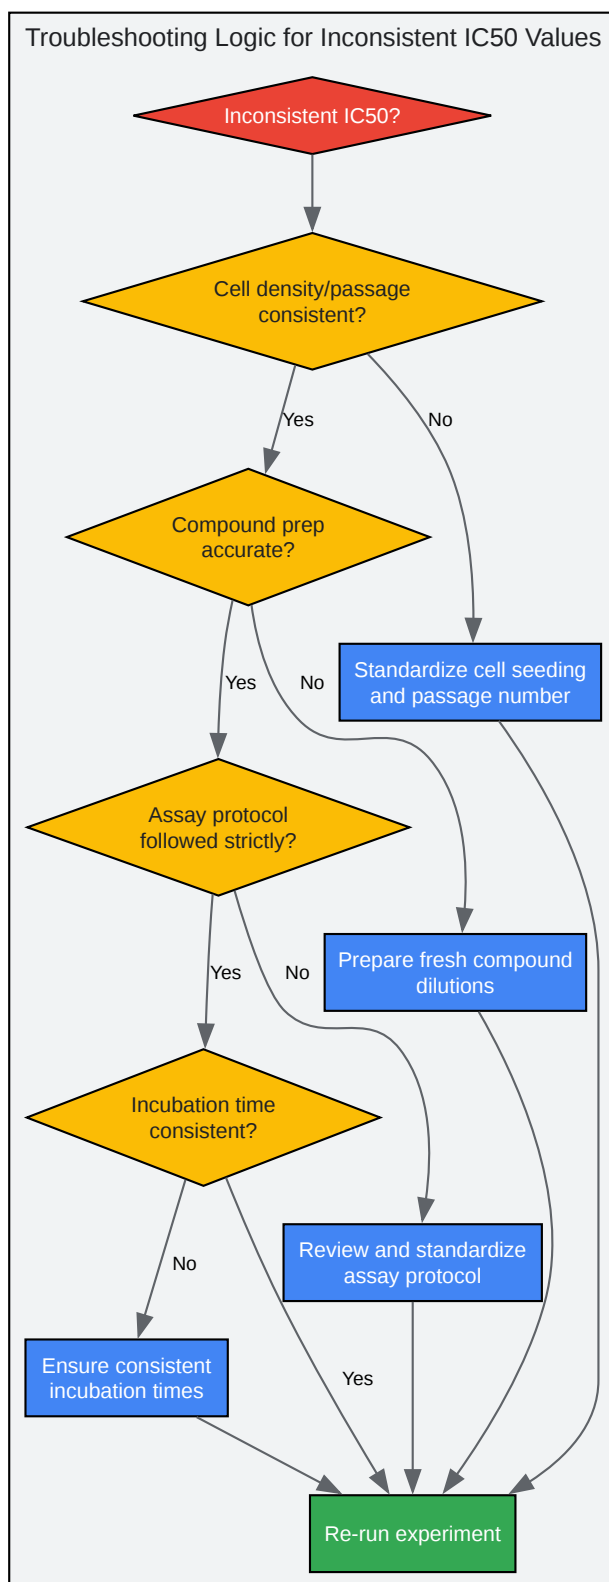 Troubleshooting Logic for Inconsistent IC50 Values
Inconsistent IC50?
Cell density/passage
consistent?
Yes
No
Compound prep
accurate?
Standardize cell seeding
and passage number
Yes
No
Assay protocol
followed strictly?
Prepare fresh compound
dilutions
Yes
No
Incubation time
consistent?
Review and standardize
assay protocol
No
Ensure consistent
incubation times
Yes
Re-run experiment